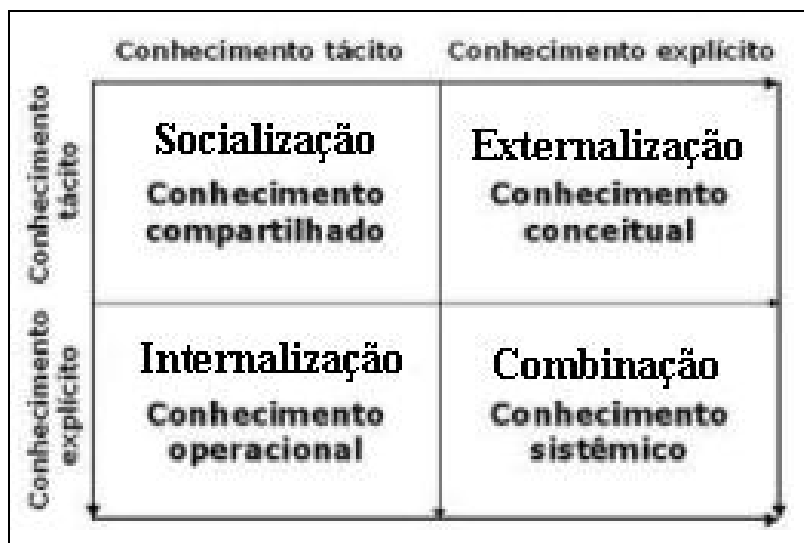 Conhecimento tácito
Conhecimento explícito
Conhecimento
tácito
Socialização
Conhecimento
compartilhado
Externalização
Conhecimento
conceitual
Conhecimento
explícito
Internalização
Conhecimento
operacional
Combinação
Conhecimento
sistêmico